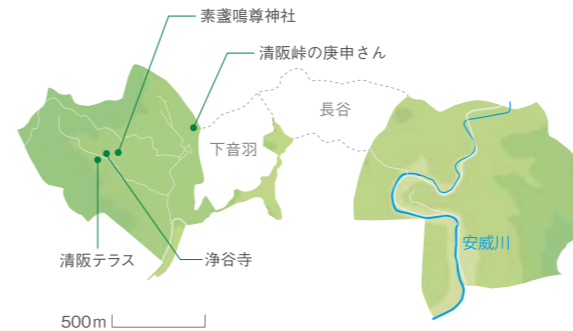 素盞嗚尊神社
清阪峠の庚申さん
長谷
下音羽
安威川
清阪テラス
浄谷寺
500m